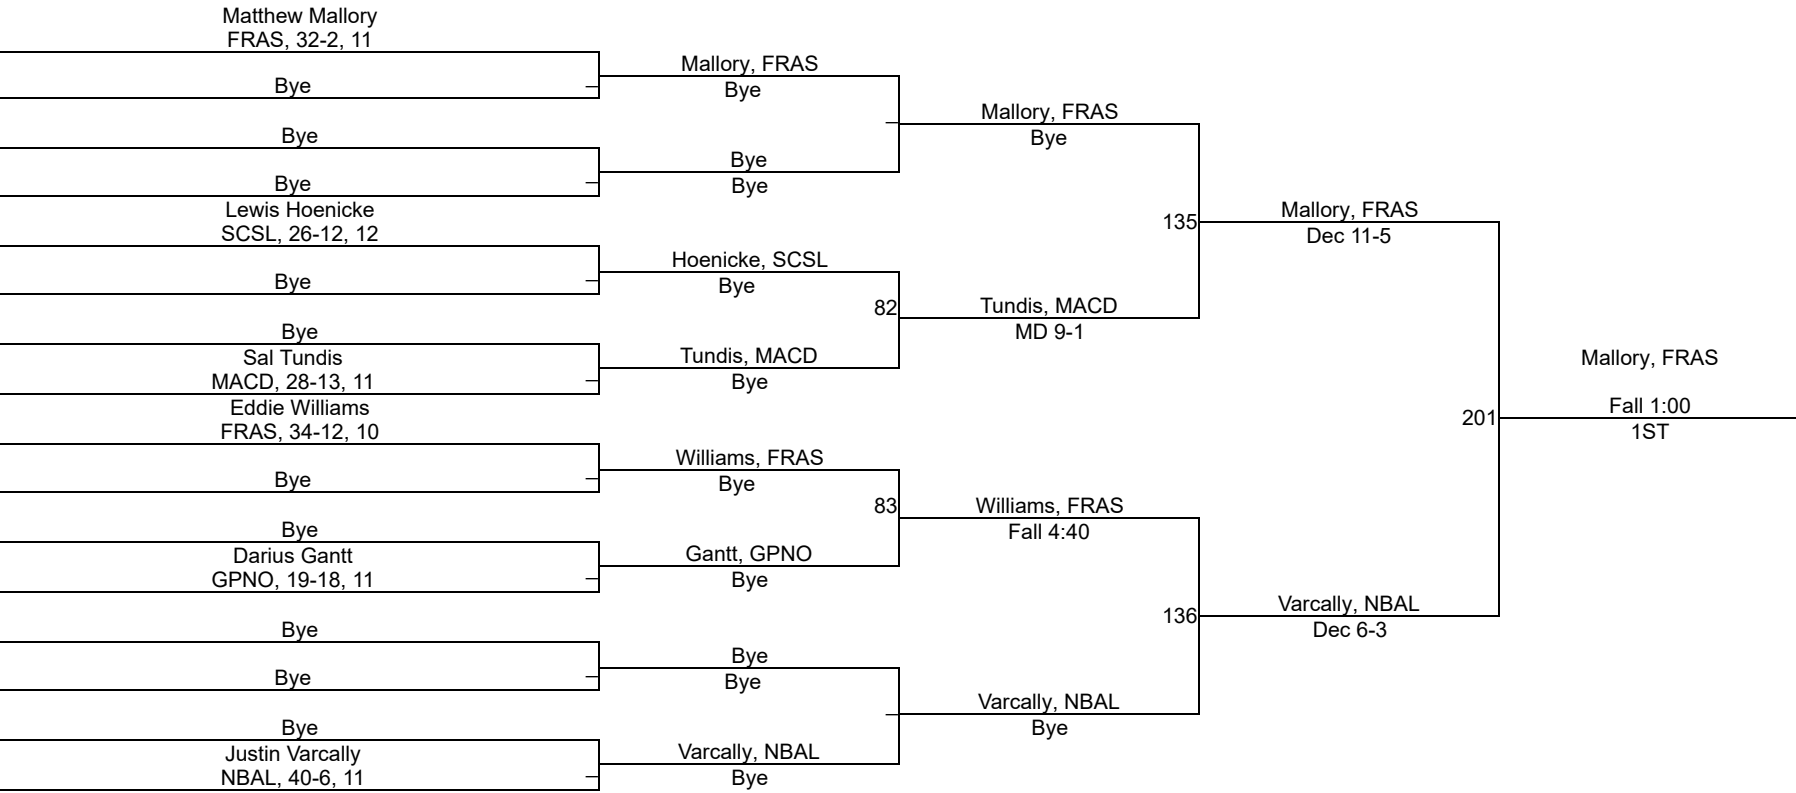 Matthew Mallory
FRAS, 32-2, 11
Bye
Bye
Bye
Lewis Hoenicke
SCSL, 26-12, 12
Bye
Bye
Sal Tundis
MACD, 28-13, 11
Eddie Williams
FRAS, 34-12, 10
Bye
Bye
Darius Gantt
GPNO, 19-18, 11
Bye
Bye
Bye
Justin Varcally
NBAL, 40-6, 11
Mallory, FRAS
Bye
Bye
Bye
Hoenicke, SCSL
Bye
82
Tundis, MACD
Bye
Williams, FRAS
Bye
83
Gantt, GPNO
Bye
Bye
Bye
Varcally, NBAL
Bye
Mallory, FRAS
Bye
135
Tundis, MACD
MD 9-1
Williams, FRAS
Fall 4:40
136
Varcally, NBAL
Bye
Mallory, FRAS
Dec 11-5
201
Varcally, NBAL
Dec 6-3
Mallory, FRAS
Fall 1:00
1ST